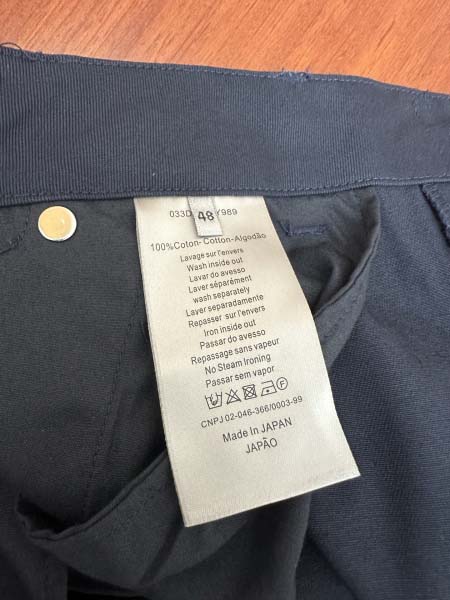 033D
Y989
48
100%Coton-Cotton-Algodão
Lavage sur l'envers
Wash inside out
Lavar do avesso
Laver séparément
wash separately
Laver separadamente
Repasser sur l'envers
Iron inside out
Passar do avesso
Repassage sans vapeur
No Steam Ironing
Passar sem vapor
CNPJ 02-046-366/0003-99
Made In JAPAN
JAPÃO